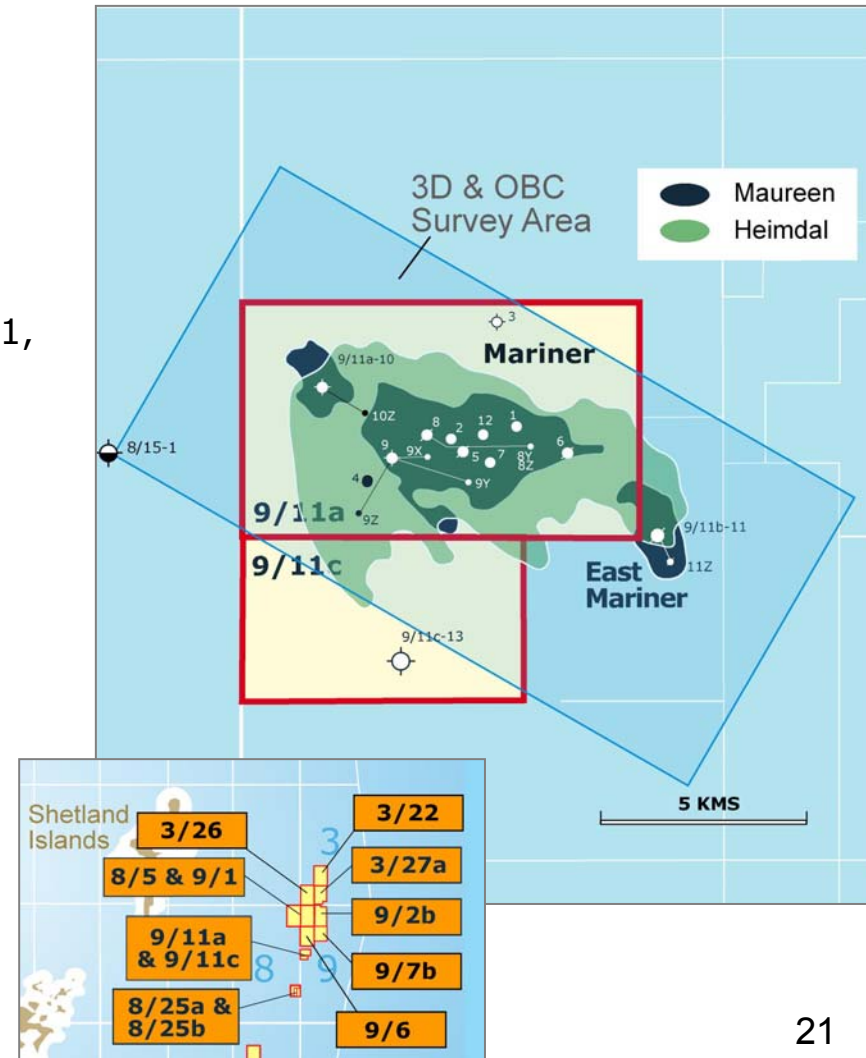 3D & OBC
Survey Area
Maureen
Heimdal
1,
3
Mariner
9/11a-10
10Z
8
2
12
1
9
9X
5
7
8Y
8Z
6
8/15-1
4
9Y
9Z
9/11a
9/11b-11
11Z
9/11c
East
Mariner
9/11c-13
5 KMS
Shetland
Islands
3/26
3/22
3
8/5 & 9/1
3/27a
9/2b
9/11a
& 9/11c
8
9
9/7b
8/25a &
8/25b
9/6
21